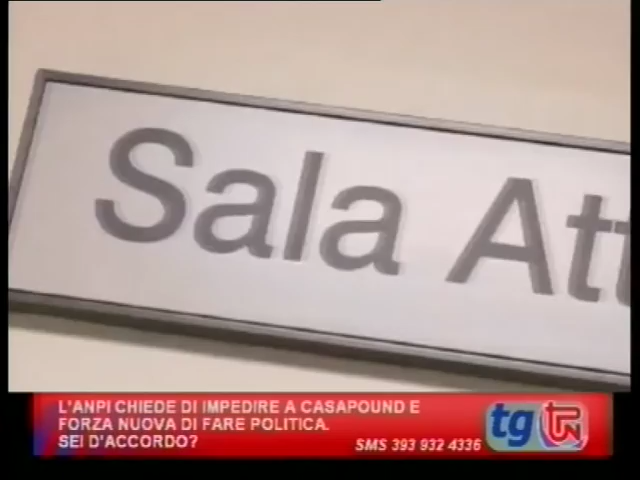 Sala Att
L'ANPI CHIEDE DI IMPEDIRE A CASAPOUND E
FORZA NUOVA DI FARE POLITICA.
SEI D'ACCORDO?
SMS 393 932 4336
tg TRN